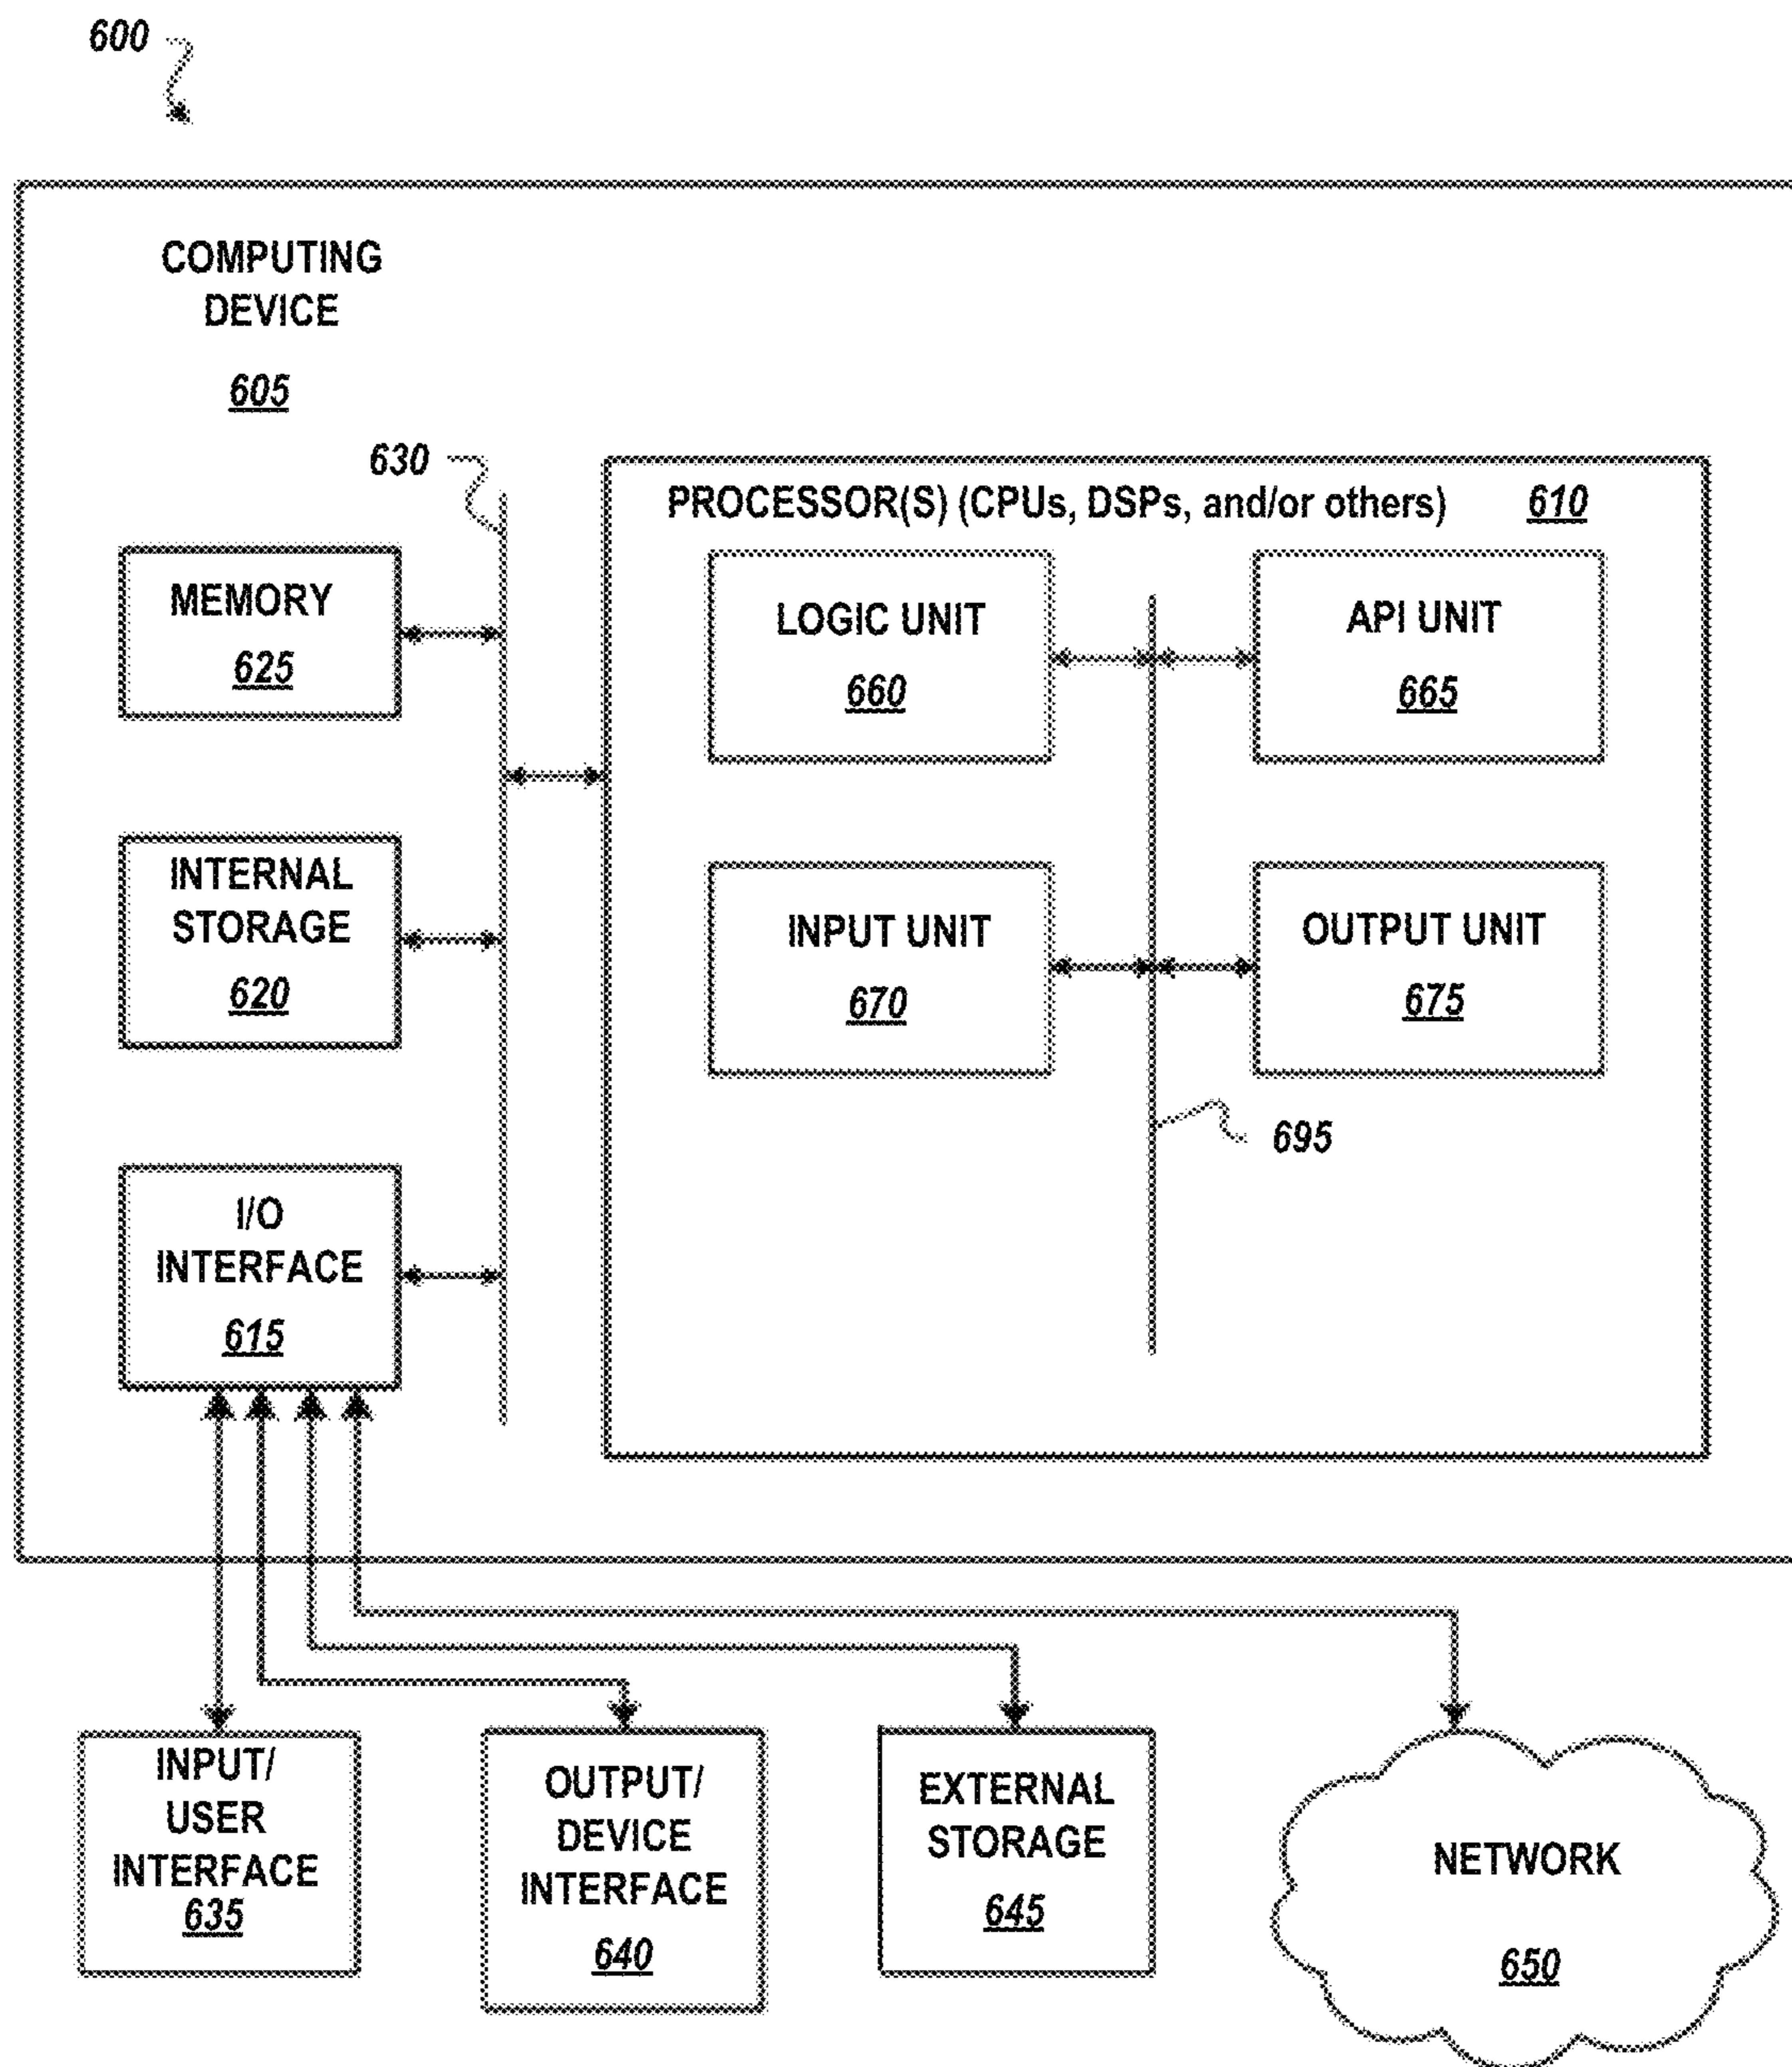 600
COMPUTING
DEVICE
605
630
PROCESSOR(S) (CPUs, DSPs, and/or others) 610
MEMORY
625
LOGIC UNIT
660
API UNIT
665
INTERNAL
STORAGE
620
INPUT UNIT
670
OUTPUT UNIT
675
695
I/O
INTERFACE
615
INPUT/
USER
INTERFACE
635
OUTPUT/
DEVICE
INTERFACE
640
EXTERNAL
STORAGE
645
NETWORK
650